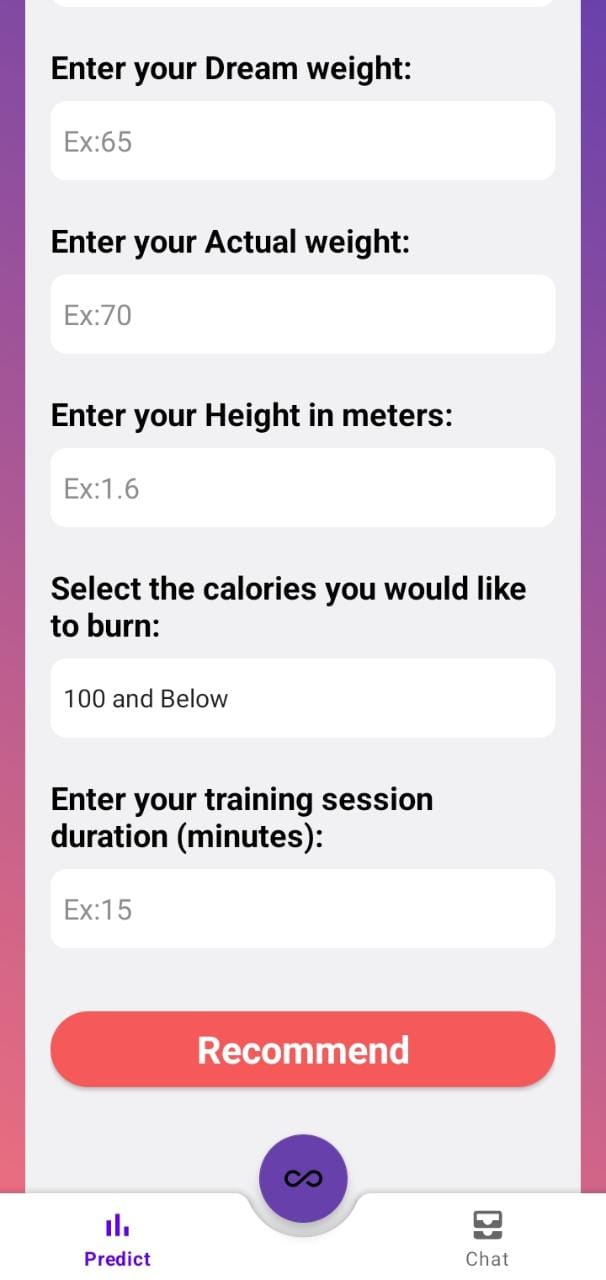 Enter your Dream weight:
Ex:65
Enter your Actual weight:
Ex:70
Enter your Height in meters:
Ex:1.6
Select the calories you would like
to burn:
100 and Below
Enter your training session
duration (minutes):
Ex:15
Recommend
Predict
Chat